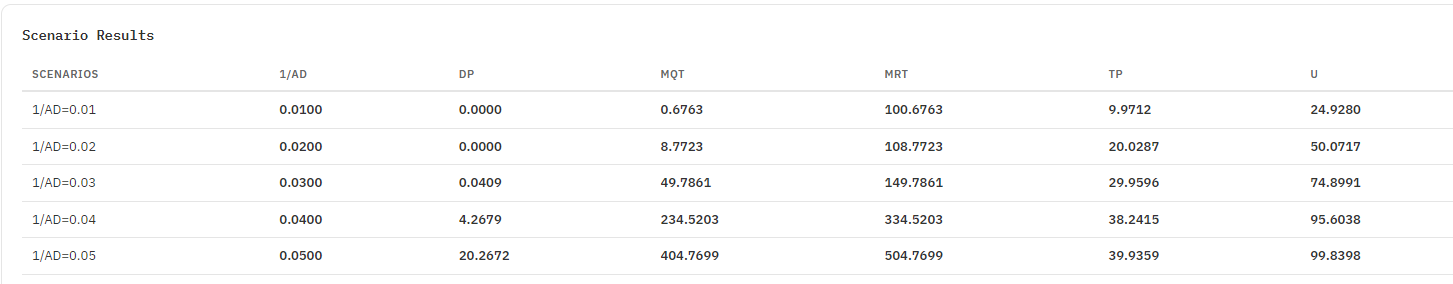 Scenario Results
SCENARIOS 1/AD DP MQT MRT TP U
1/AD=0.01 0.0100 0.0000 0.6763 100.6763 9.9712 24.9280
1/AD=0.02 0.0200 0.0000 8.7723 108.7723 20.0287 50.0717
1/AD=0.03 0.0300 0.0409 49.7861 149.7861 29.9596 74.8991
1/AD=0.04 0.0400 4.2679 234.5203 334.5203 38.2415 95.6038
1/AD=0.05 0.0500 20.2672 404.7699 504.7699 39.9359 99.8398